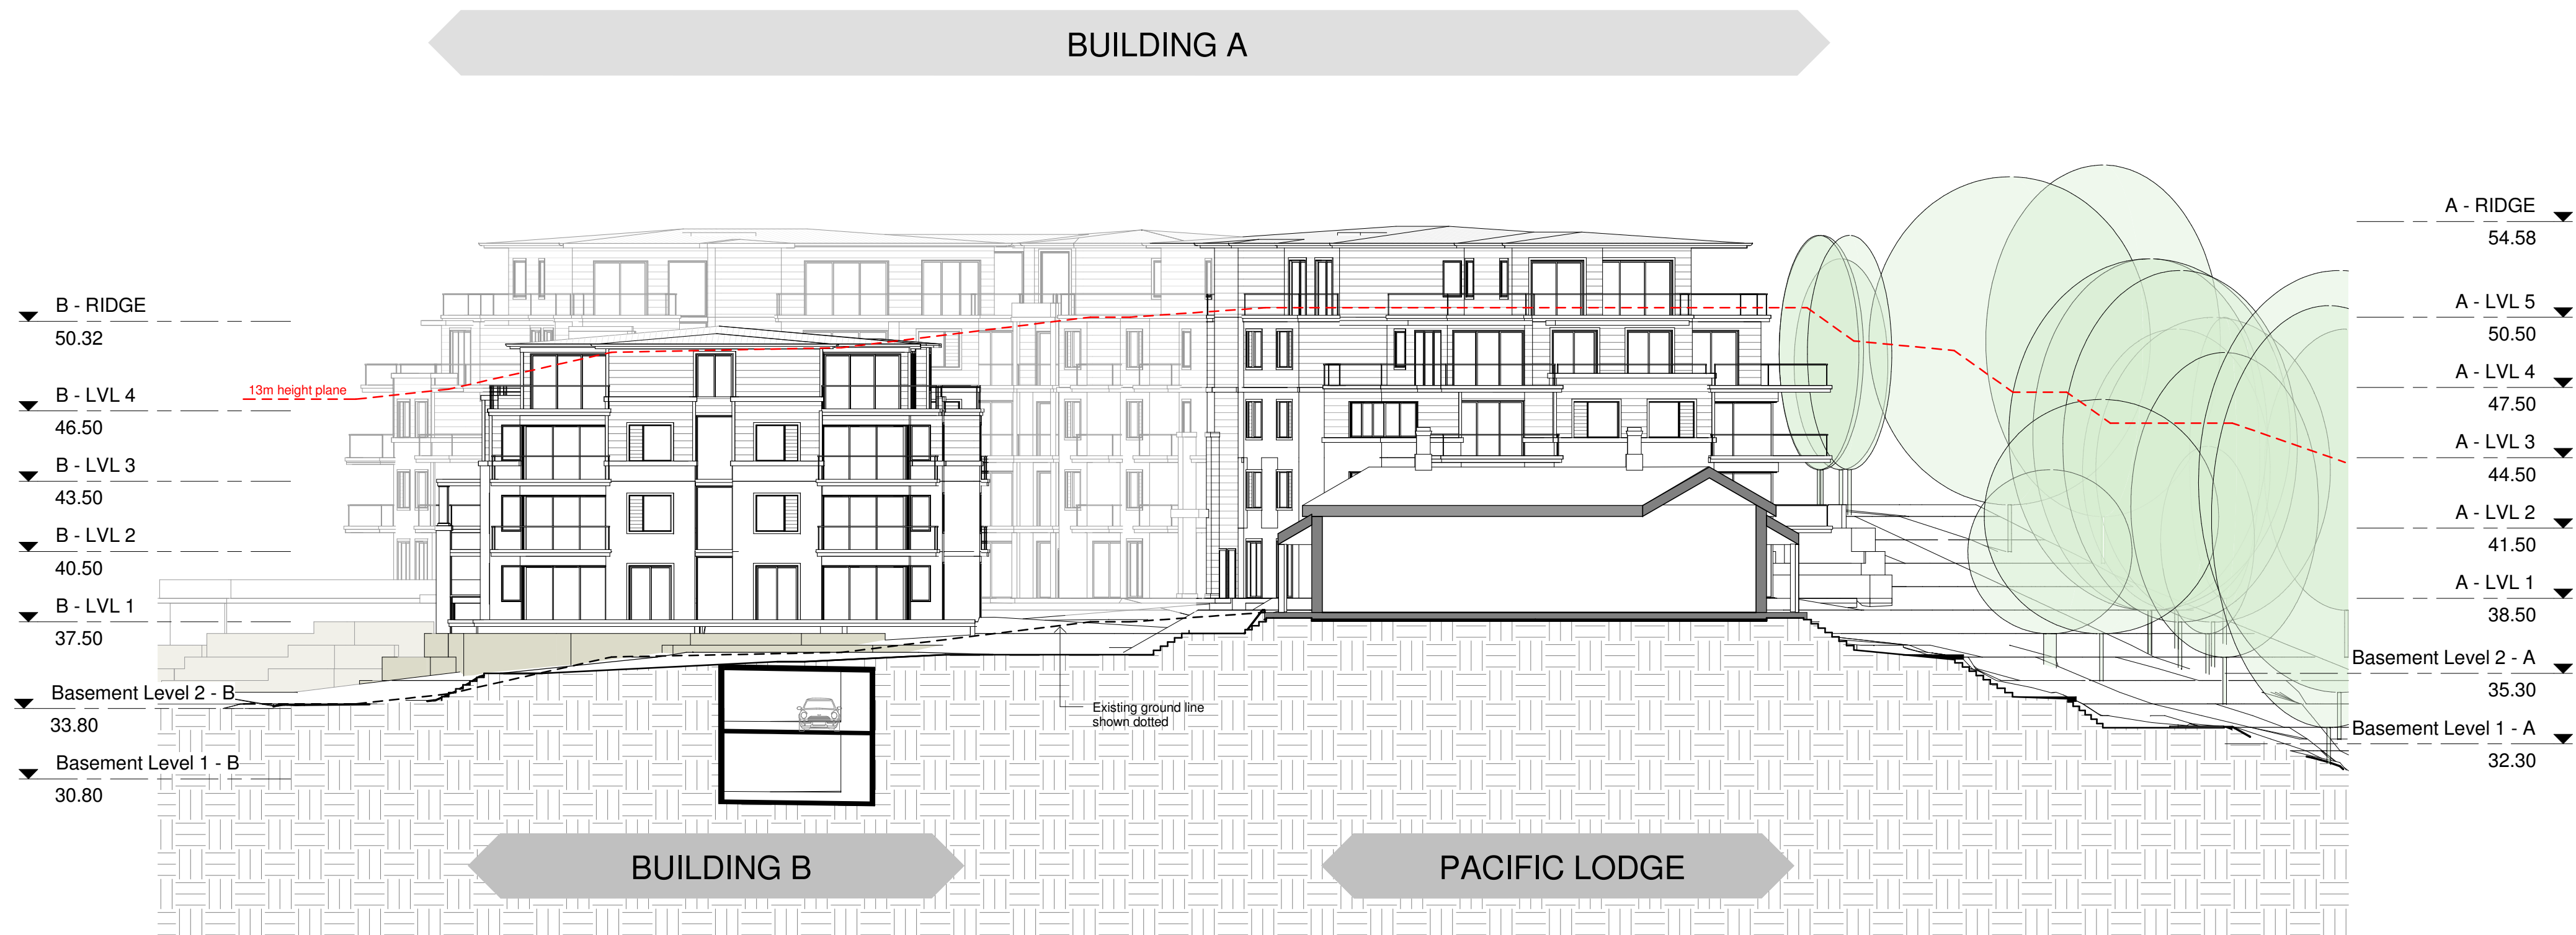 BUILDING A
A - RIDGE
54.58
B - RIDGE
50.32
A - LVL 5
50.50
13m height plane
B - LVL 4
46.50
A - LVL 4
47.50
B - LVL 3
43.50
A - LVL 3
44.50
B - LVL 2
40.50
A - LVL 2
41.50
B - LVL 1
37.50
A - LVL 1
38.50
Basement Level 2 - B
33.80
Basement Level 2 - A
35.30
Existing ground line
shown dotted
Basement Level 1 - B
30.80
Basement Level 1 - A
32.30
BUILDING B
PACIFIC LODGE